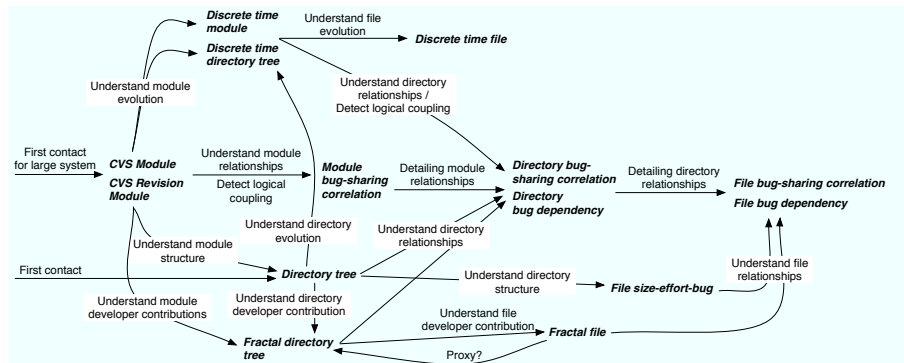 Discrete time
module
Discrete time
directory tree
Understand file
evolution
Discrete time file
Understand module
evolution
Understand directory
relationships /
Detect logical coupling
First contact
for large system
CVS Module
CVS Revision
Module
Understand module
relationships
Detect logical
coupling
Module
bug-sharing
correlation
Detailing module
relationships
Directory bug-
sharing correlation
Directory
bug dependency
Detailing directory
relationships
File bug-sharing correlation
File bug dependency
Understand directory
evolution
Understand directory
relationships
Understand module
structure
First contact
Directory tree
Understand directory
structure
File size-effort-bug
Understand file
relationships
Understand module
developer contributions
Understand directory
developer contribution
Fractal directory
tree
Understand file
developer contribution
Fractal file
Proxy?